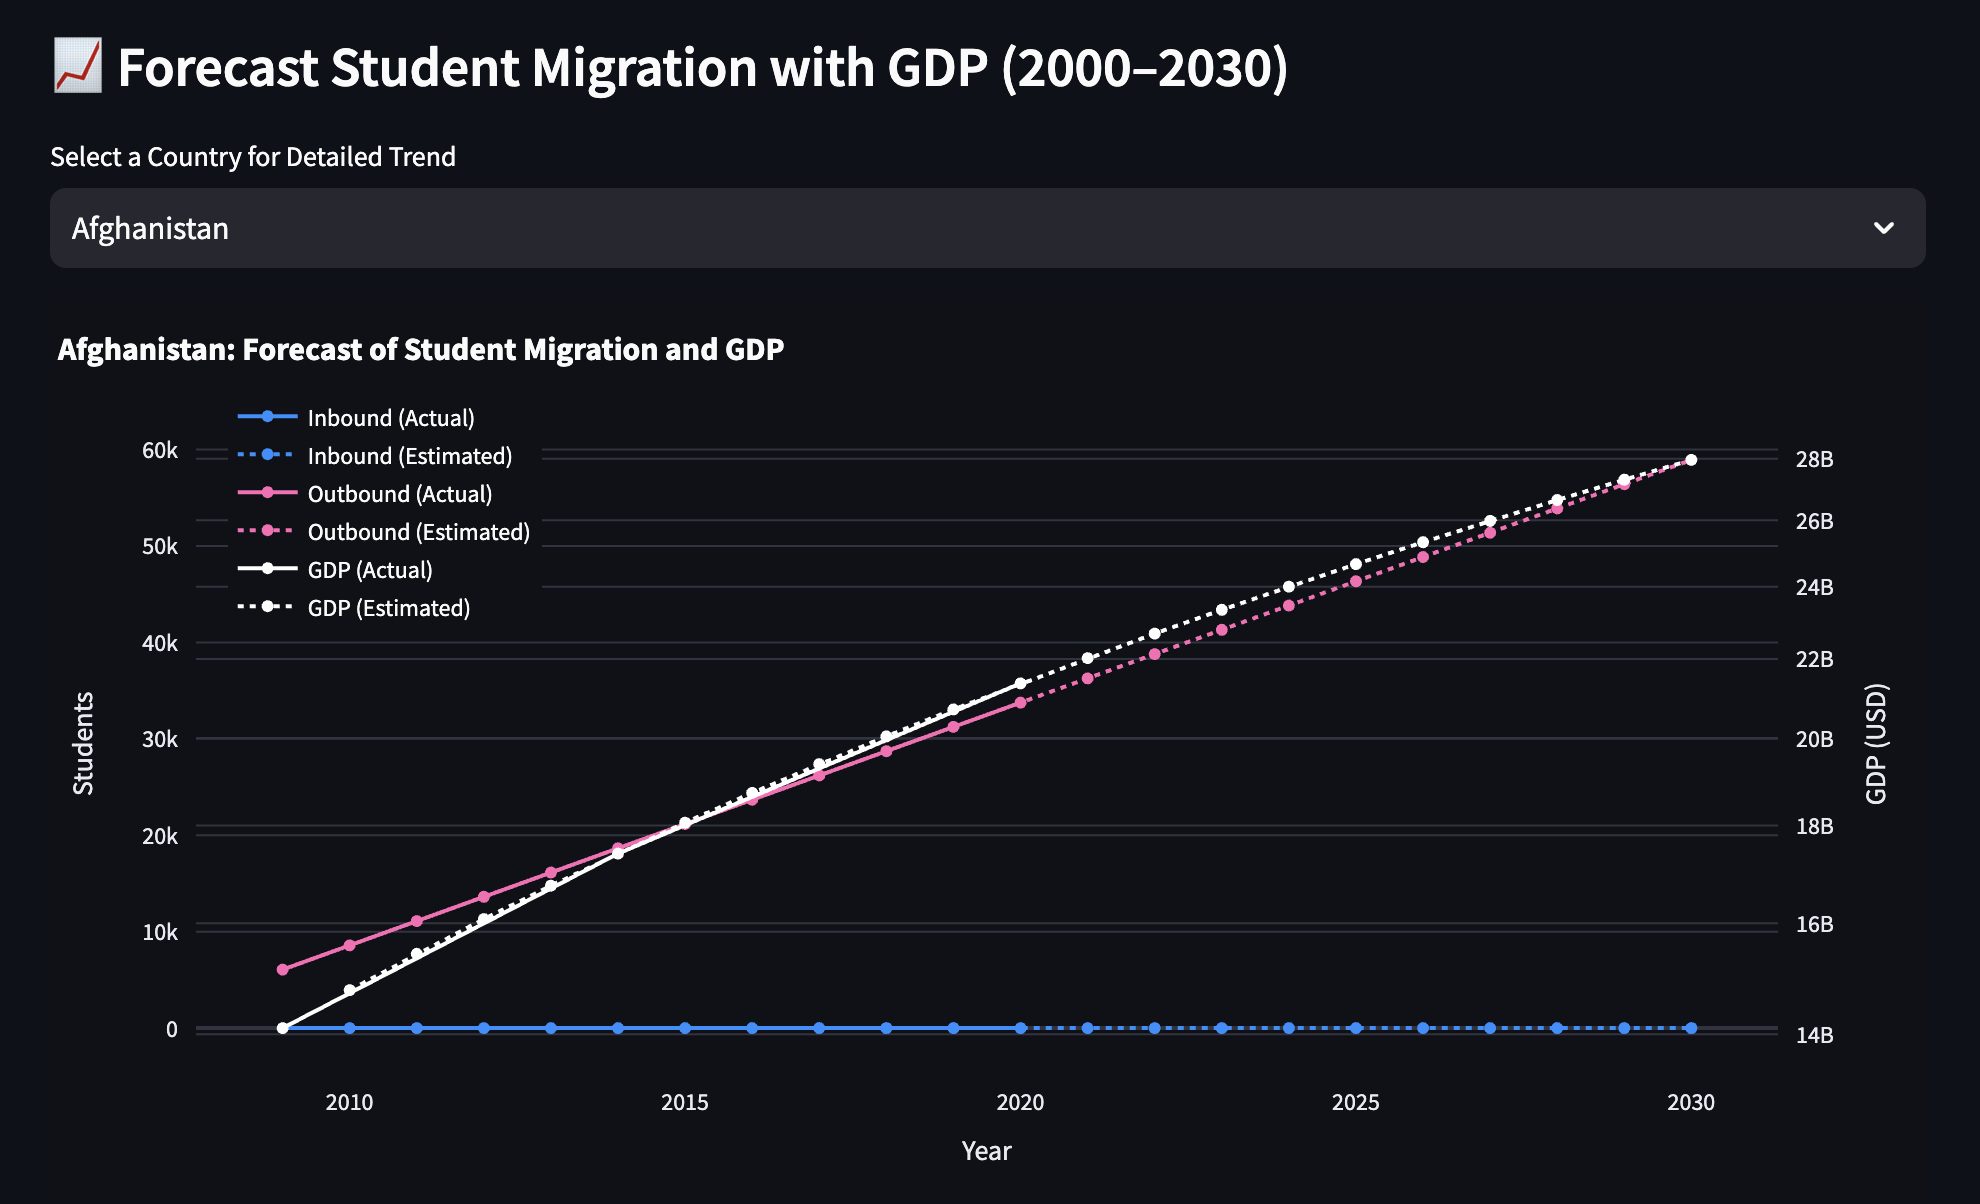 📈 Forecast Student Migration with GDP (2000–2030)
Select a Country for Detailed Trend
Afghanistan
Afghanistan: Forecast of Student Migration and GDP
Inbound (Actual)
Inbound (Estimated)
Outbound (Actual)
Outbound (Estimated)
GDP (Actual)
GDP (Estimated)
60k
50k
40k
30k
20k
10k
0
Students
28B
26B
24B
22B
20B
18B
16B
14B
GDP (USD)
2010
2015
2020
2025
2030
Year